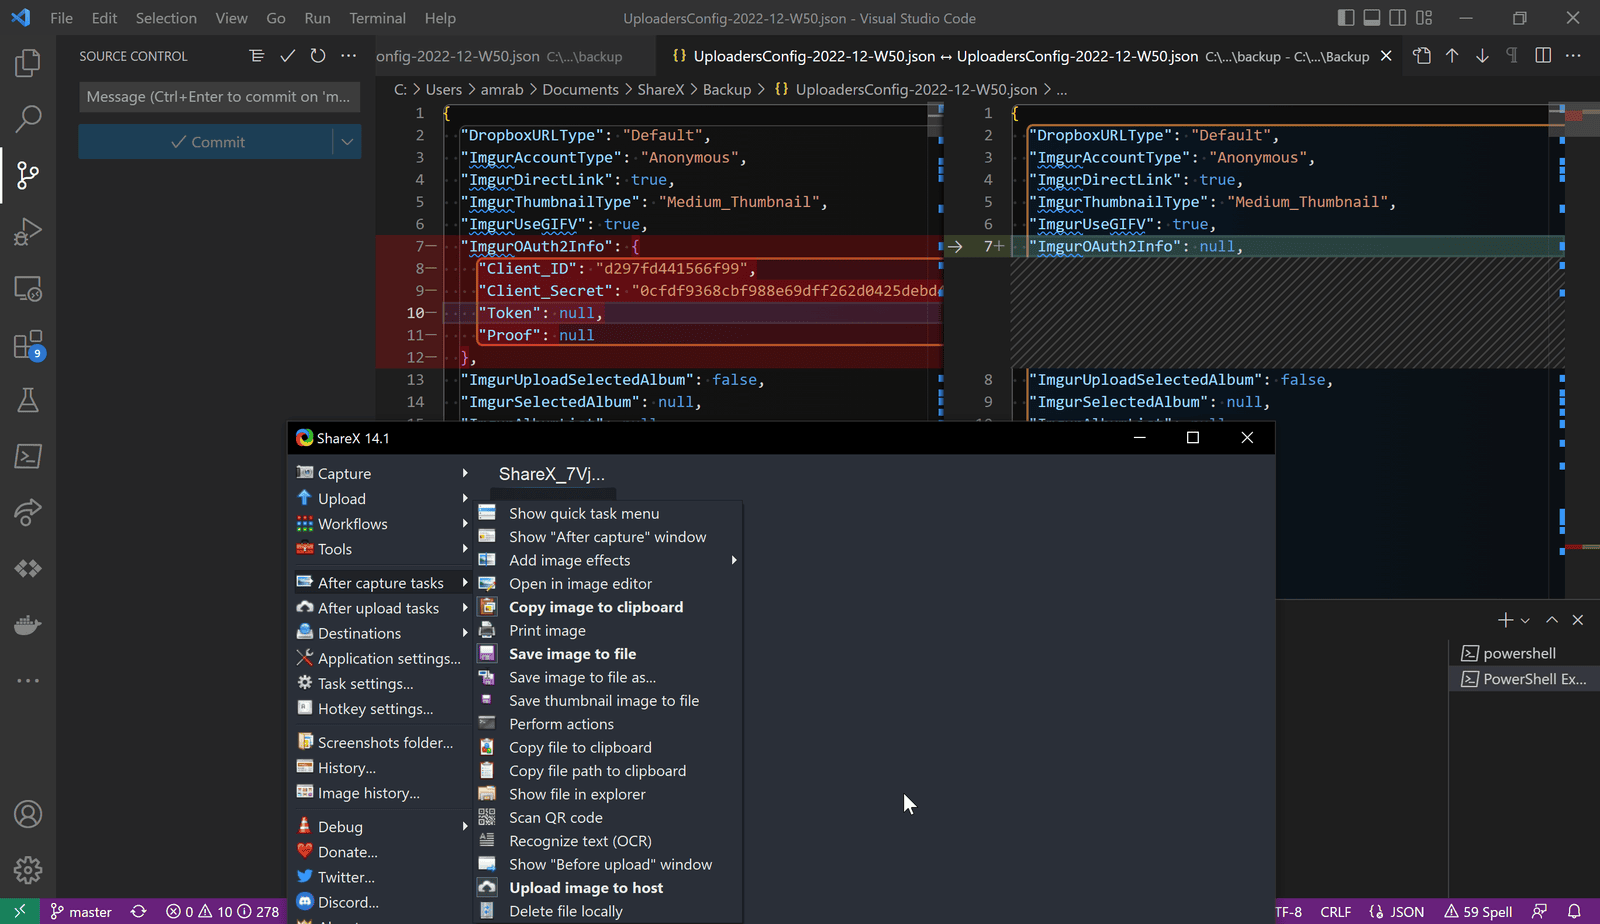 File Edit Selection View Go Run Terminal Help
UploadersConfig-2022-12-W50.json - Visual Studio Code
SOURCE CONTROL
Message (Ctrl+Enter to commit on 'm...
Commit
9
onfig-2022-12-W50.json C:\...\backup
{} UploadersConfig-2022-12-W50.json ↔ UploadersConfig-2022-12-W50.json C:\...\backup - C:\...\Backup
C: > Users > amrab > Documents > ShareX > Backup > {} UploadersConfig-2022-12-W50.json > ...
1 {
2 "DropboxURLType": "Default",
3 "ImgurAccountType": "Anonymous",
4 "ImgurDirectLink": true,
5 "ImgurThumbnailType": "Medium_Thumbnail",
6 "ImgurUseGIFV": true,
7− "ImgurOAuth2Info": {
8− "Client_ID": "d297fd441566f99",
9− "Client_Secret": "0cfdf9368cbf988e69dff262d0425debd
10− "Token": null,
11− "Proof": null
12− },
13 "ImgurUploadSelectedAlbum": false,
14 "ImgurSelectedAlbum": null,
1 {
2 "DropboxURLType": "Default",
3 "ImgurAccountType": "Anonymous",
4 "ImgurDirectLink": true,
5 "ImgurThumbnailType": "Medium_Thumbnail",
6 "ImgurUseGIFV": true,
7+ "ImgurOAuth2Info": null,
8 "ImgurUploadSelectedAlbum": false,
9 "ImgurSelectedAlbum": null,
ShareX 14.1
Capture
Upload
Workflows
Tools
After capture tasks
After upload tasks
Destinations
Application settings...
Task settings...
Hotkey settings...
Screenshots folder...
History...
Image history...
Debug
Donate...
Twitter...
Discord...
ShareX_7Vj...
Show quick task menu
Show "After capture" window
Add image effects
Open in image editor
Copy image to clipboard
Print image
Save image to file
Save image to file as...
Save thumbnail image to file
Perform actions
Copy file to clipboard
Copy file path to clipboard
Show file in explorer
Scan QR code
Recognize text (OCR)
Show "Before upload" window
Upload image to host
Delete file locally
powershell
PowerShell Ex...
master
0 10 278
TF-8 CRLF {} JSON 59 Spell